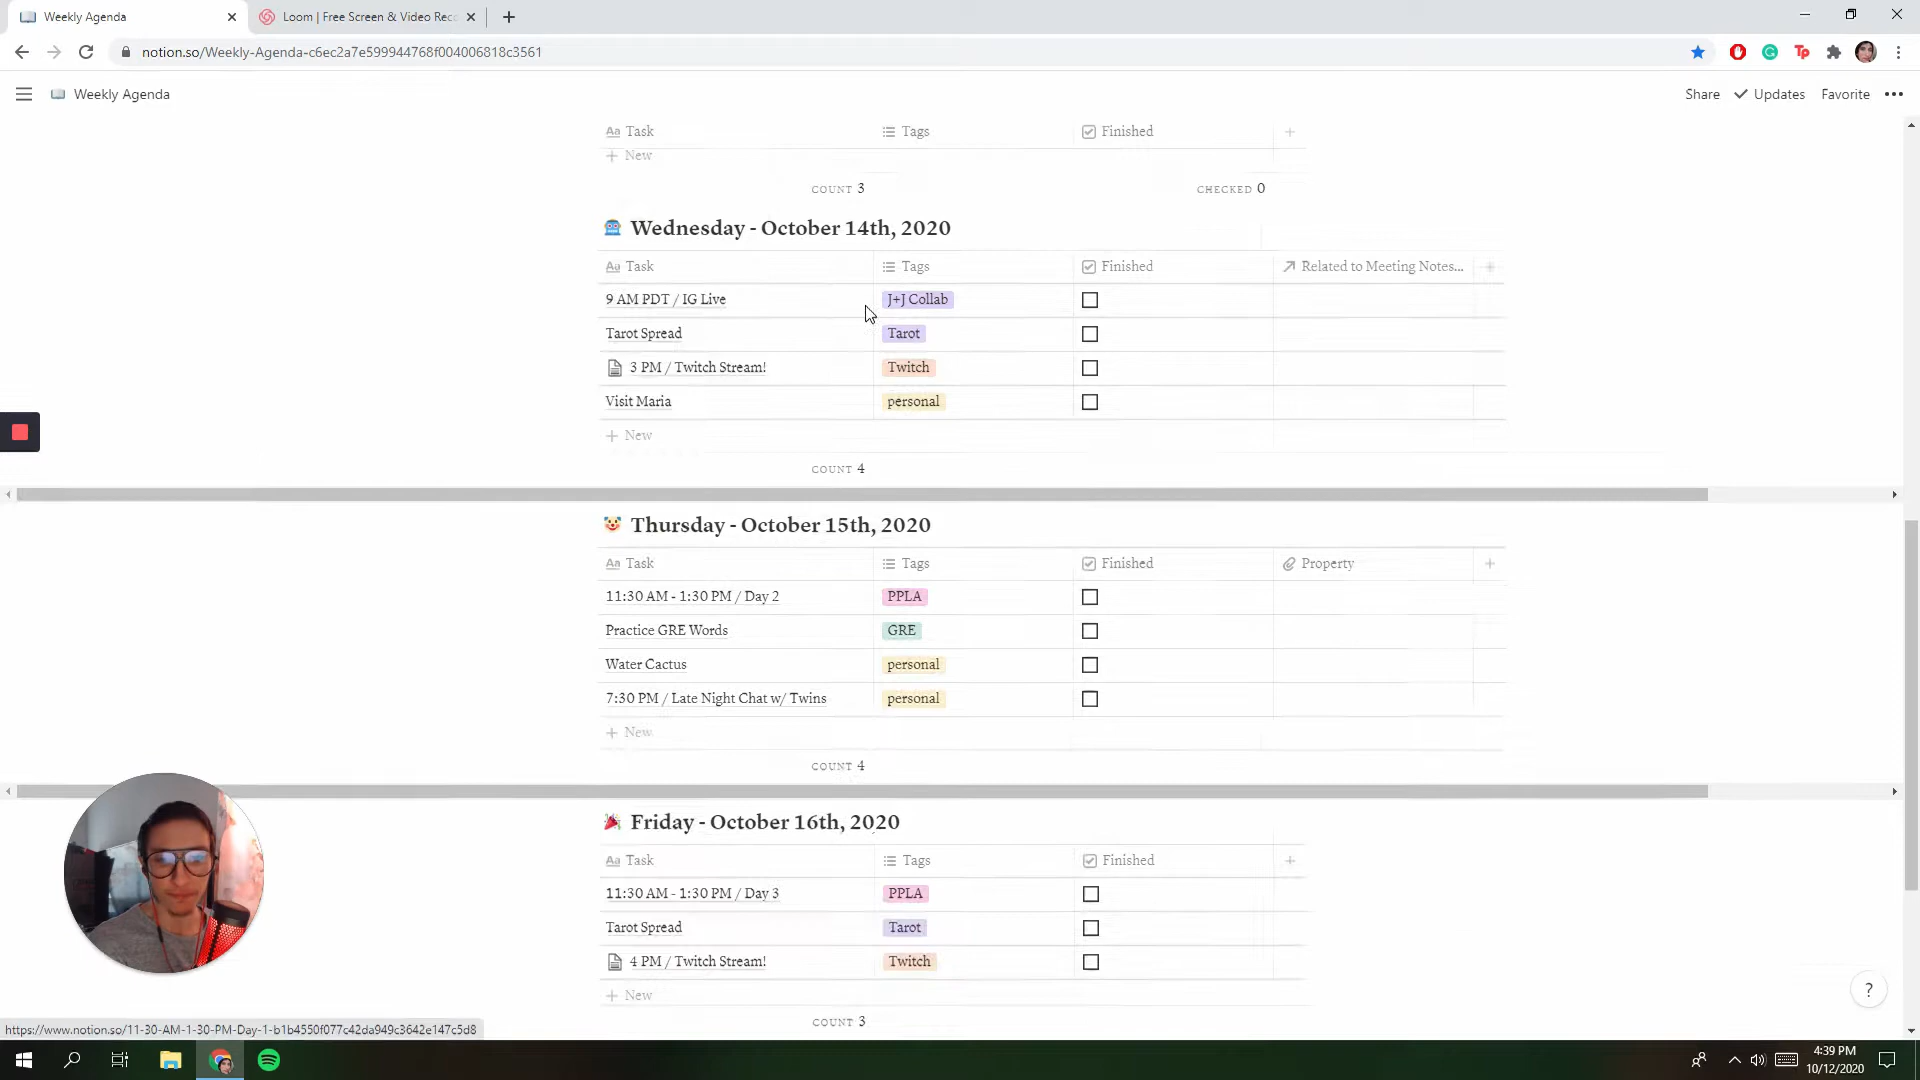 Weekly Agenda
Loom | Free Screen & Video Rec
notion.so/Weekly-Agenda-c6ec2a7e599944768f004006818c3561
Weekly Agenda
Share Updates Favorite
Aa Task Tags Finished
+ New
COUNT 3 CHECKED 0
Wednesday - October 14th, 2020
Aa Task Tags Finished Related to Meeting Notes...
9 AM PDT / IG Live J+J Collab
Tarot Spread Tarot
3 PM / Twitch Stream! Twitch
Visit Maria personal
+ New
COUNT 4
Thursday - October 15th, 2020
Aa Task Tags Finished Property
11:30 AM - 1:30 PM / Day 2 PPLA
Practice GRE Words GRE
Water Cactus personal
7:30 PM / Late Night Chat w/ Twins personal
+ New
COUNT 4
Friday - October 16th, 2020
Aa Task Tags Finished
11:30 AM - 1:30 PM / Day 3 PPLA
Tarot Spread Tarot
4 PM / Twitch Stream! Twitch
+ New
COUNT 3
?
https://www.notion.so/11-30-AM-1-30-PM-Day-1-b1b4550f077c42da949c3642e147c5d8
4:39 PM
10/12/2020